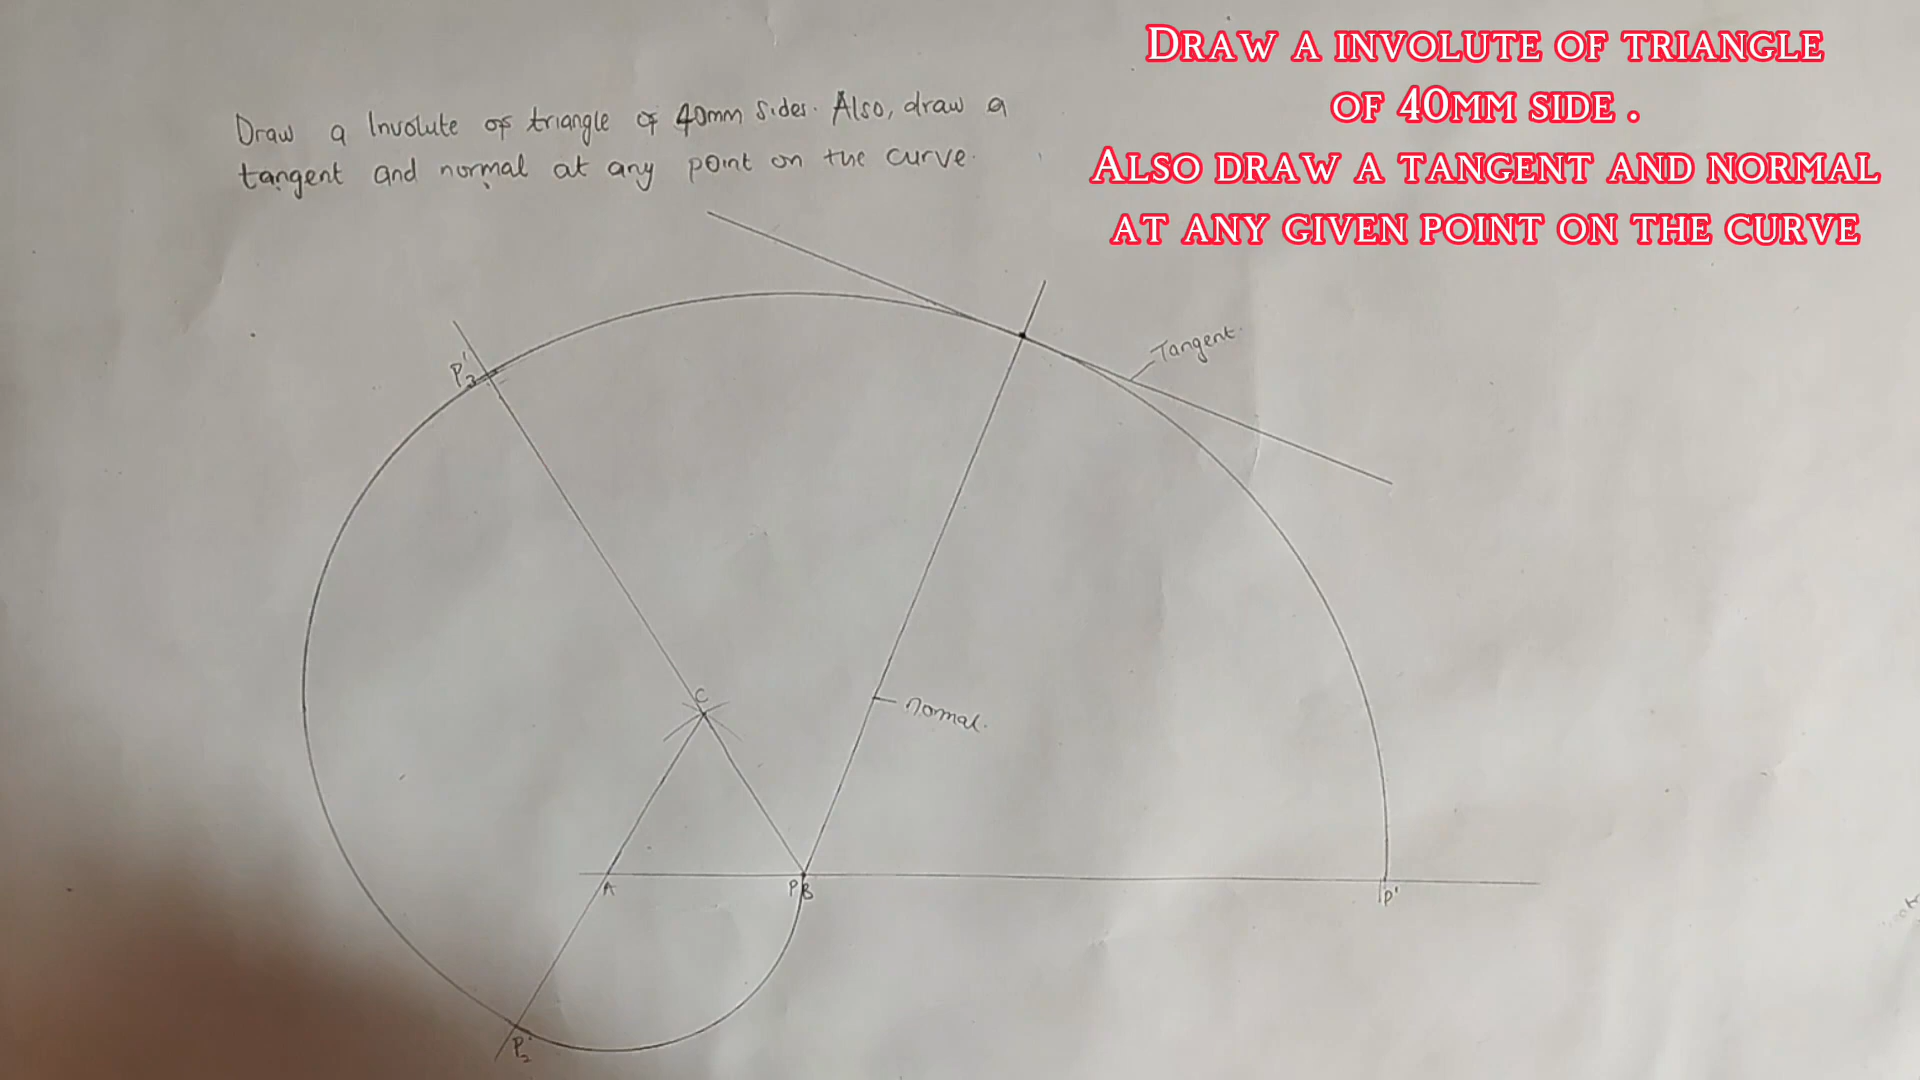 DRAW A INVOLUTE OF TRIANGLE
OF 40MM SIDE .
ALSO DRAW A TANGENT AND NORMAL
AT ANY GIVEN POINT ON THE CURVE
Draw a Involute of triangle of 40mm sides. Also, draw a
tangent and normal at any point on the curve.
Tangent.
P3'
C
normal.
A
P
B
P'
P2'